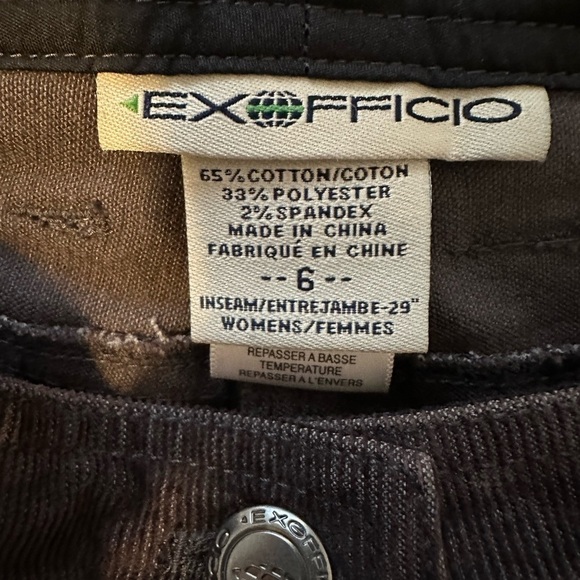 EXOFFICIO
65% COTTON/COTON
33% POLYESTER
2% SPANDEX
MADE IN CHINA
FABRIQUÉ EN CHINE
--6--
INSEAM/ENTREJAMBE-29"
WOMENS/FEMMES
REPASSER A BASSE
TEMPERATURE
REPASSER A L'ENVERS
EXOFFI